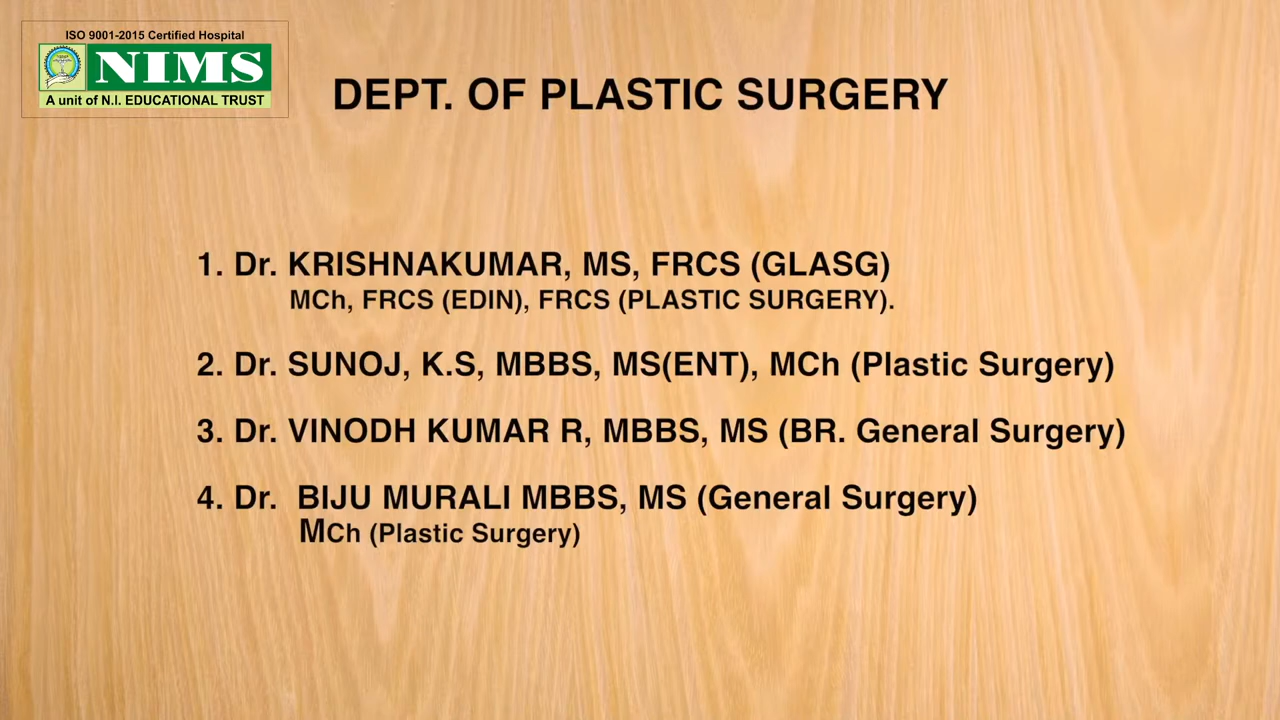 ISO 9001-2015 Certified Hospital
NIMS
A unit of N.I. EDUCATIONAL TRUST
DEPT. OF PLASTIC SURGERY
1. Dr. KRISHNAKUMAR, MS, FRCS (GLASG)
MCh, FRCS (EDIN), FRCS (PLASTIC SURGERY).
2. Dr. SUNOJ, K.S, MBBS, MS(ENT), MCh (Plastic Surgery)
3. Dr. VINODH KUMAR R, MBBS, MS (BR. General Surgery)
4. Dr. BIJU MURALI MBBS, MS (General Surgery)
MCh (Plastic Surgery)